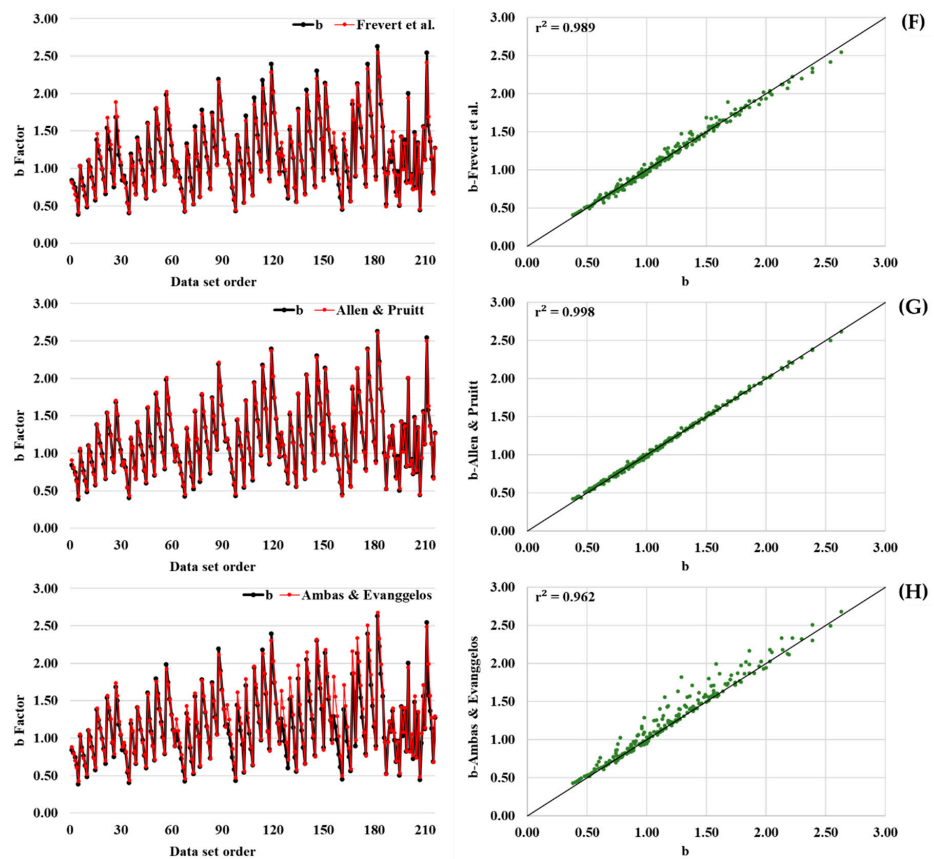 b Frevert et al.
3.00
2.50
2.00
1.50
1.00
0.50
0.00
b Factor
0 30 60 90 120 150 180 210
Data set order
(F)
r² = 0.989
3.00
2.50
2.00
1.50
1.00
0.50
0.00
b-Frevert et al.
0.00 0.50 1.00 1.50 2.00 2.50 3.00
b
b Allen & Pruitt
3.00
2.50
2.00
1.50
1.00
0.50
0.00
b Factor
0 30 60 90 120 150 180 210
Data set order
(G)
r² = 0.998
3.00
2.50
2.00
1.50
1.00
0.50
0.00
b-Allen & Pruitt
0.00 0.50 1.00 1.50 2.00 2.50 3.00
b
b Ambas & Evanggelos
3.00
2.50
2.00
1.50
1.00
0.50
0.00
b Factor
0 30 60 90 120 150 180 210
Data set order
(H)
r² = 0.962
3.00
2.50
2.00
1.50
1.00
0.50
0.00
b-Ambas & Evanggelos
0.00 0.50 1.00 1.50 2.00 2.50 3.00
b